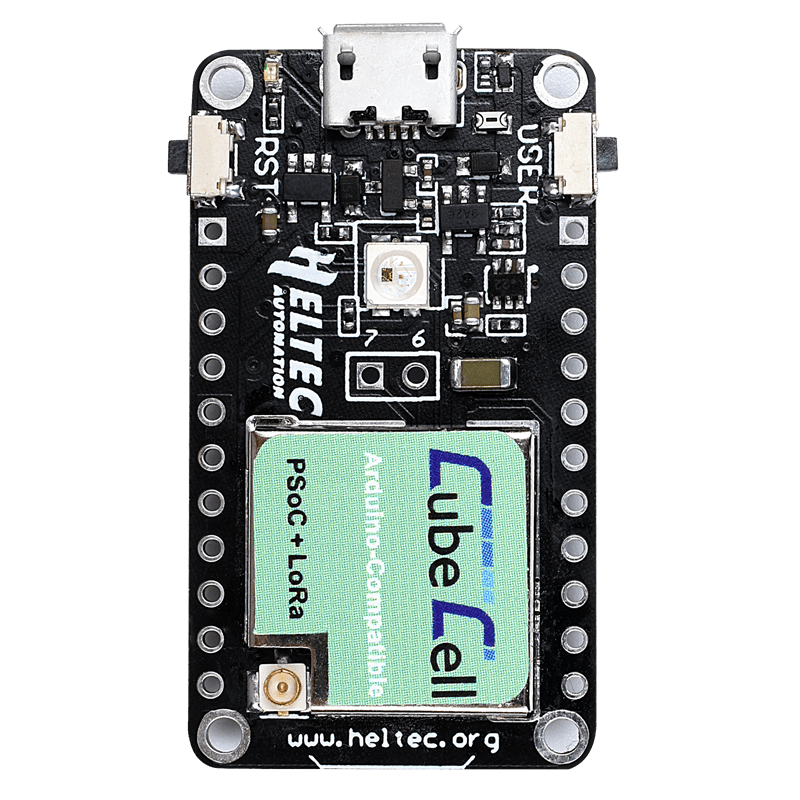 RST
USER
HELTEC
AUTOMATION
7 6
Cube Cell
Arduino-Compatible
PSoC + LoRa
www.heltec.org